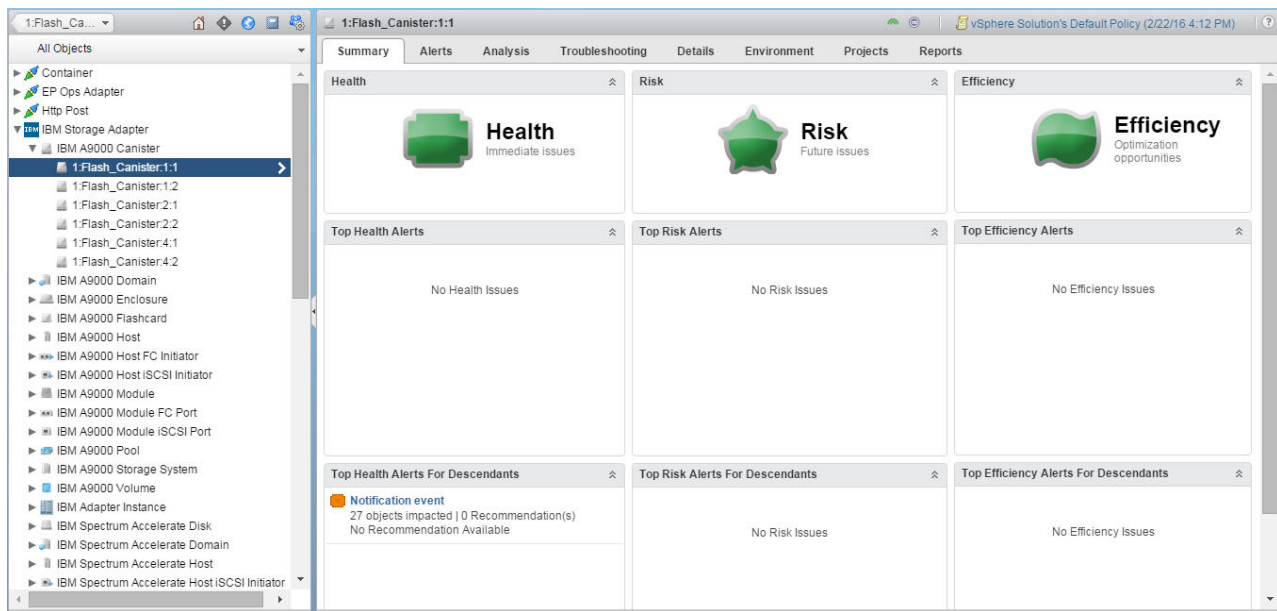 1:Flash_Ca...
All Objects
Container
EP Ops Adapter
Http Post
IBM IBM Storage Adapter
IBM A9000 Canister
1:Flash_Canister:1:1
1:Flash_Canister:1:2
1:Flash_Canister:2:1
1:Flash_Canister:2:2
1:Flash_Canister:4:1
1:Flash_Canister:4:2
IBM A9000 Domain
IBM A9000 Enclosure
IBM A9000 Flashcard
IBM A9000 Host
IBM A9000 Host FC Initiator
IBM A9000 Host iSCSI Initiator
IBM A9000 Module
IBM A9000 Module FC Port
IBM A9000 Module iSCSI Port
IBM A9000 Pool
IBM A9000 Storage System
IBM A9000 Volume
IBM Adapter Instance
IBM Spectrum Accelerate Disk
IBM Spectrum Accelerate Domain
IBM Spectrum Accelerate Host
IBM Spectrum Accelerate Host iSCSI Initiator
1:Flash_Canister:1:1 © vSphere Solution's Default Policy (2/22/16 4:12 PM) ?
Summary Alerts Analysis Troubleshooting Details Environment Projects Reports
Health
Health
Immediate issues
Risk
Risk
Future issues
Efficiency
Efficiency
Optimization
opportunities
Top Health Alerts
No Health Issues
Top Risk Alerts
No Risk Issues
Top Efficiency Alerts
No Efficiency Issues
Top Health Alerts For Descendants
Notification event
27 objects impacted | 0 Recommendation(s)
No Recommendation Available
Top Risk Alerts For Descendants
No Risk Issues
Top Efficiency Alerts For Descendants
No Efficiency Issues